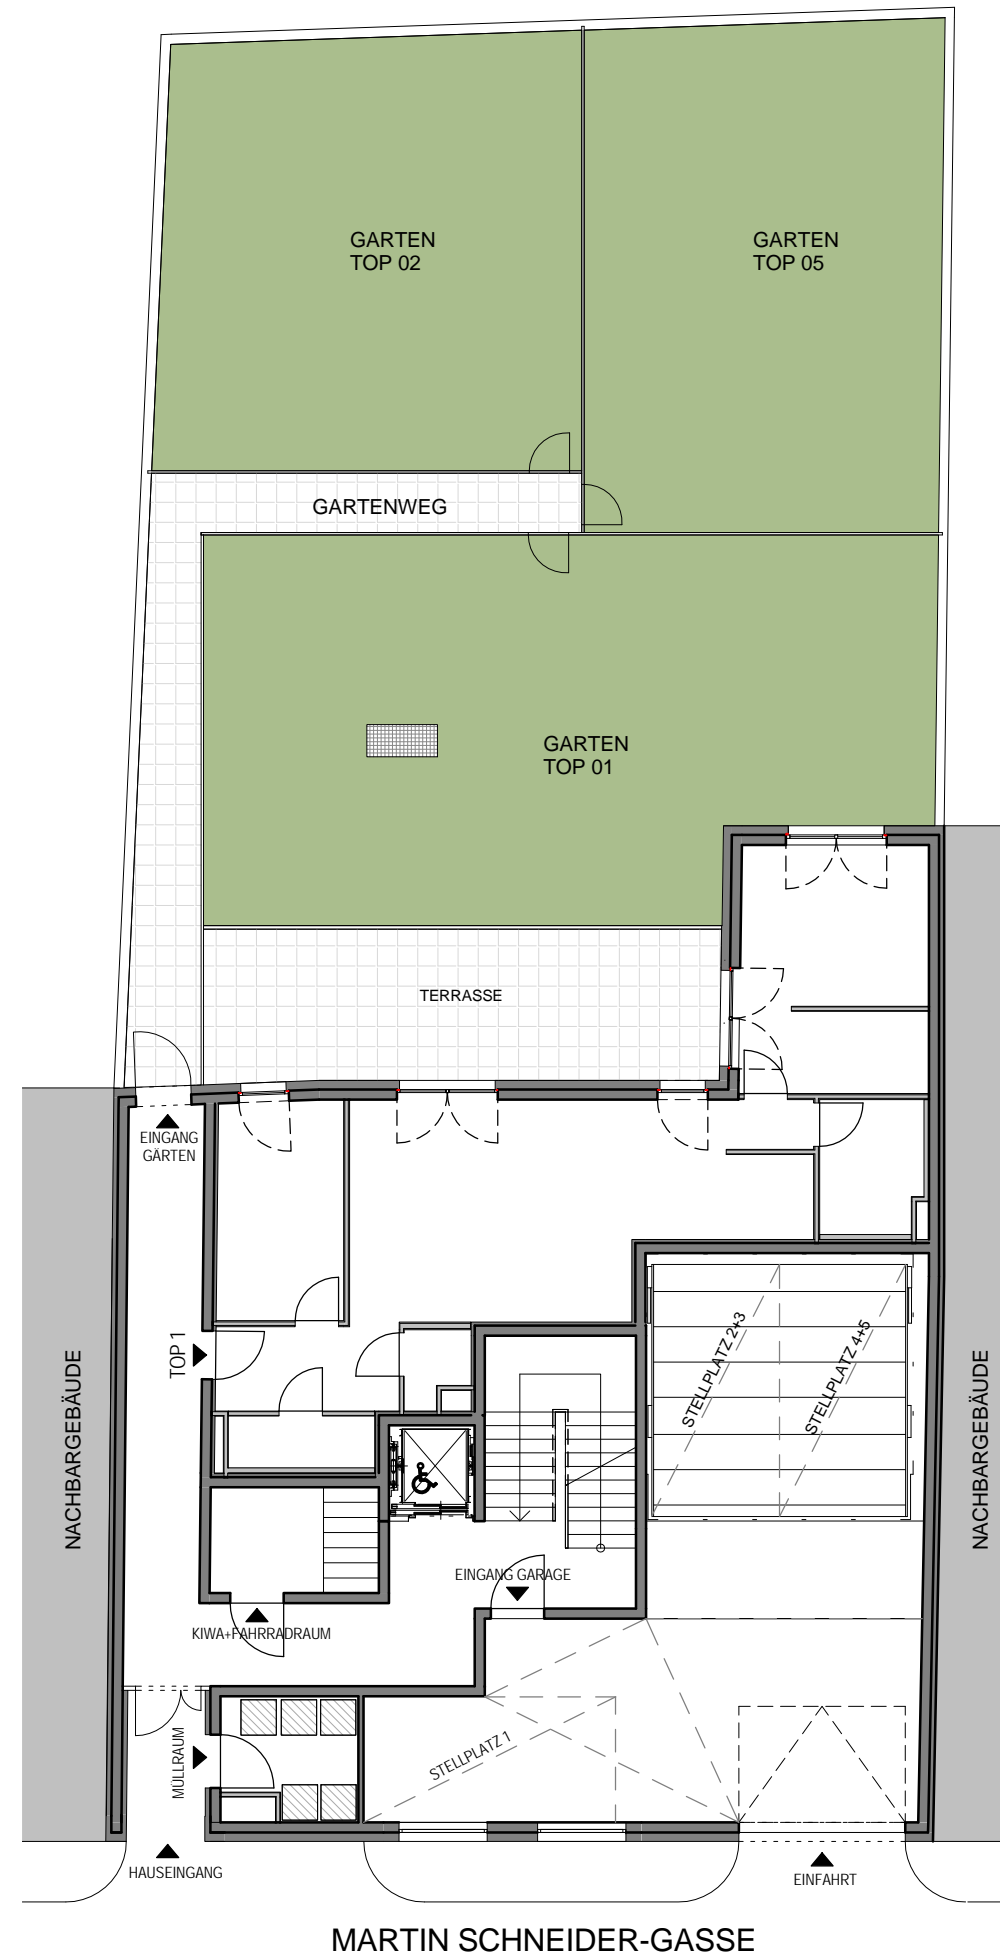 GARTEN
TOP 02
GARTEN
TOP 05
GARTENWEG
GARTEN
TOP 01
TERRASSE
EINGANG
GÄRTEN
TOP 1
NACHBARGEBÄUDE
STELLPLATZ 2+3
STELLPLATZ 4+5
NACHBARGEBÄUDE
EINGANG GARAGE
KIWA+FAHRRADRAUM
MÜLLRAUM
STELLPLATZ 1
HAUSEINGANG
EINFAHRT
MARTIN SCHNEIDER-GASSE